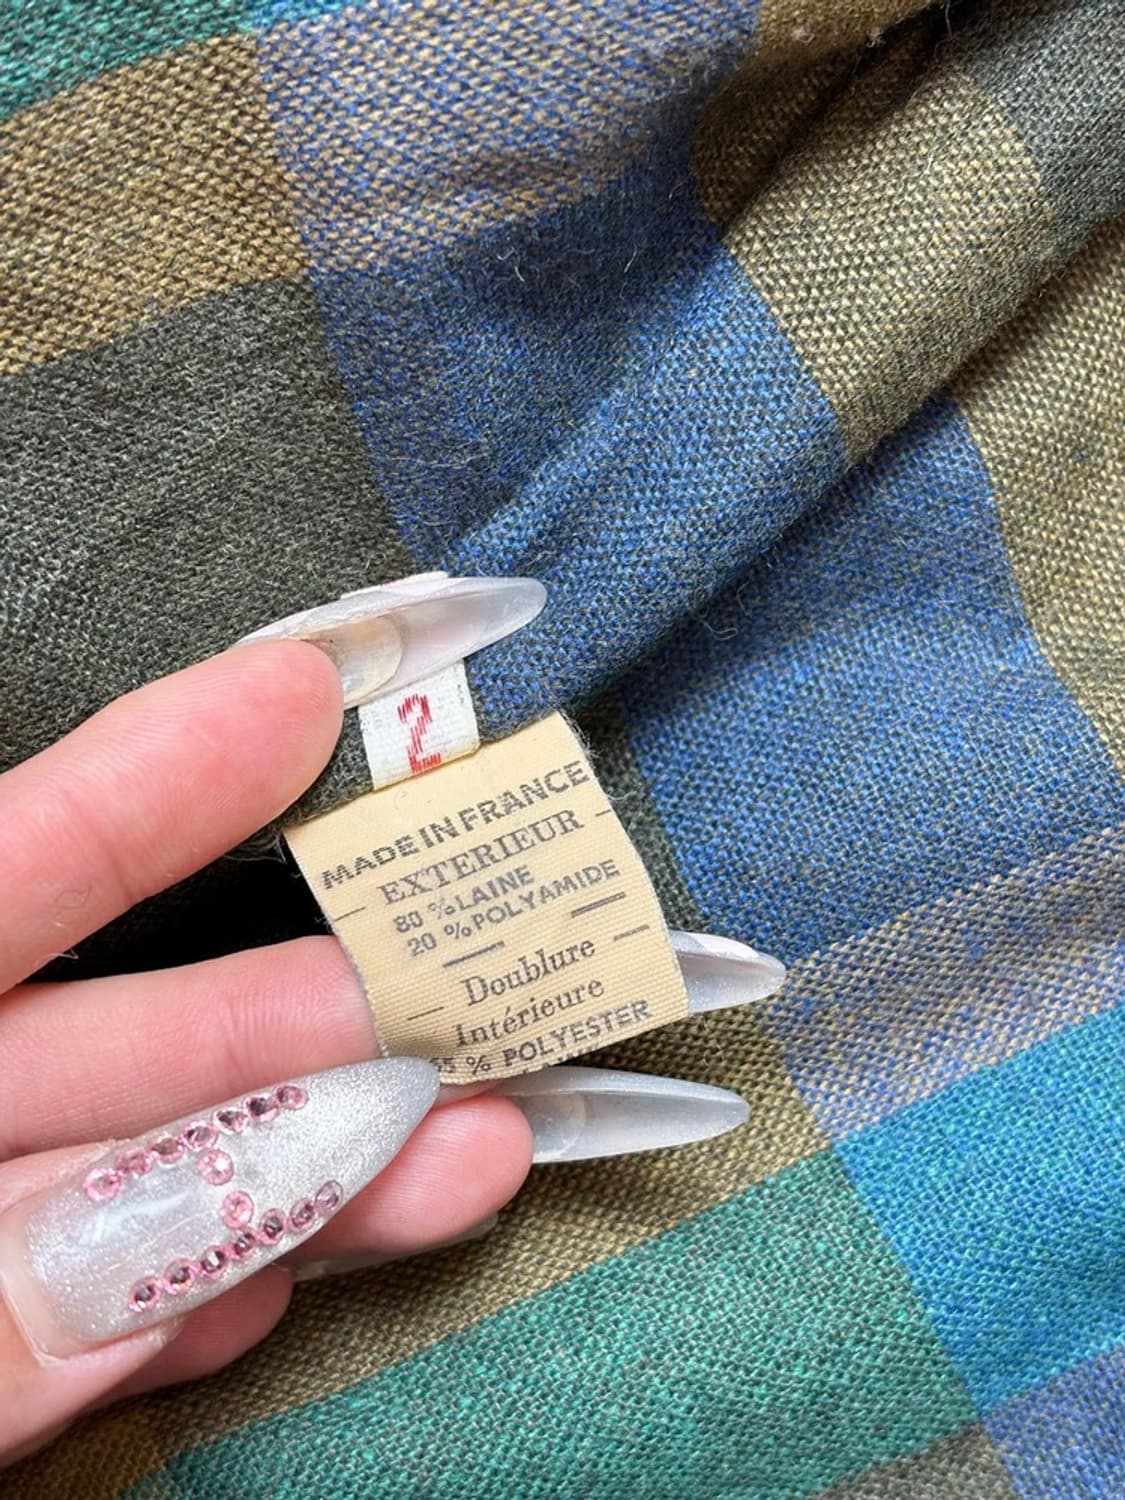 2
MADE IN FRANCE
EXTERIEUR
80 % LAINE
20 % POLYAMIDE
Doublure
Intérieure
% POLYESTER